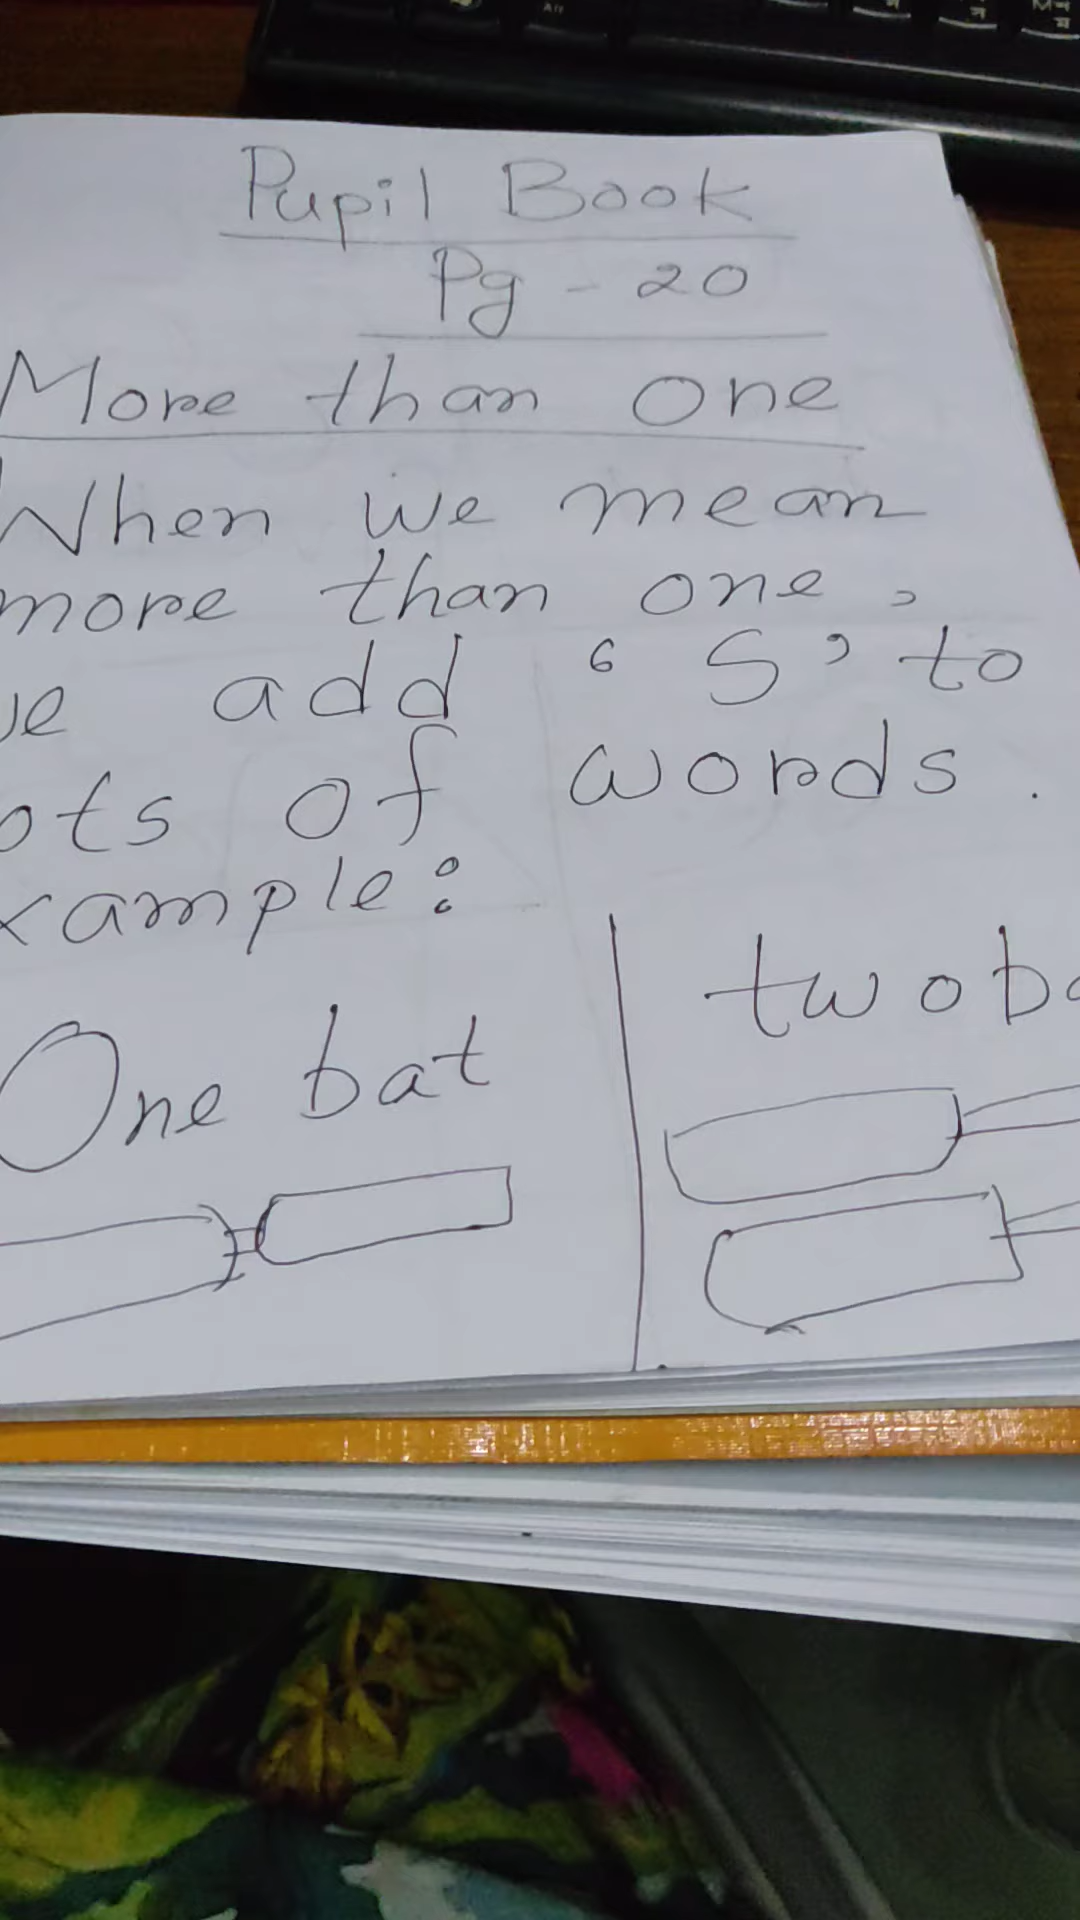 Pupil Book
Pg - 20
More than one
When we mean
more than one,
add ' S ' to
of words.
One bat
two